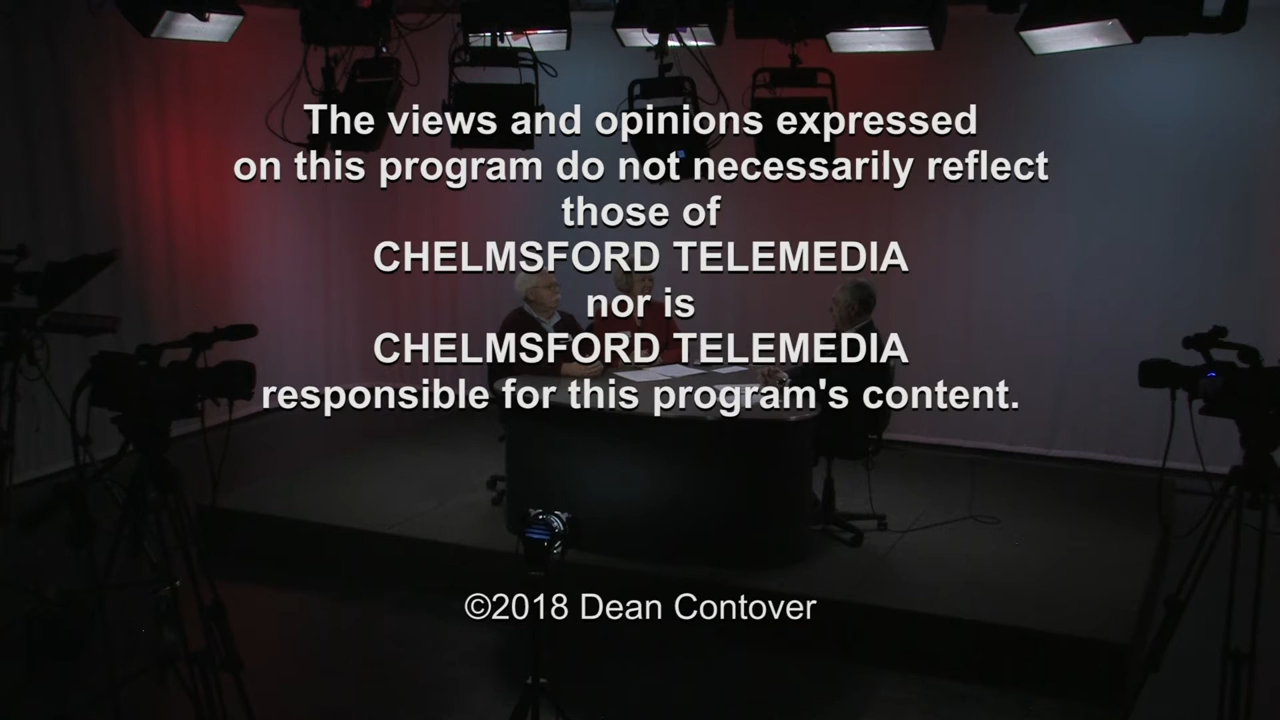 The views and opinions expressed
on this program do not necessarily reflect
those of
CHELMSFORD TELEMEDIA
nor is
CHELMSFORD TELEMEDIA
responsible for this program's content.
©2018 Dean Contover